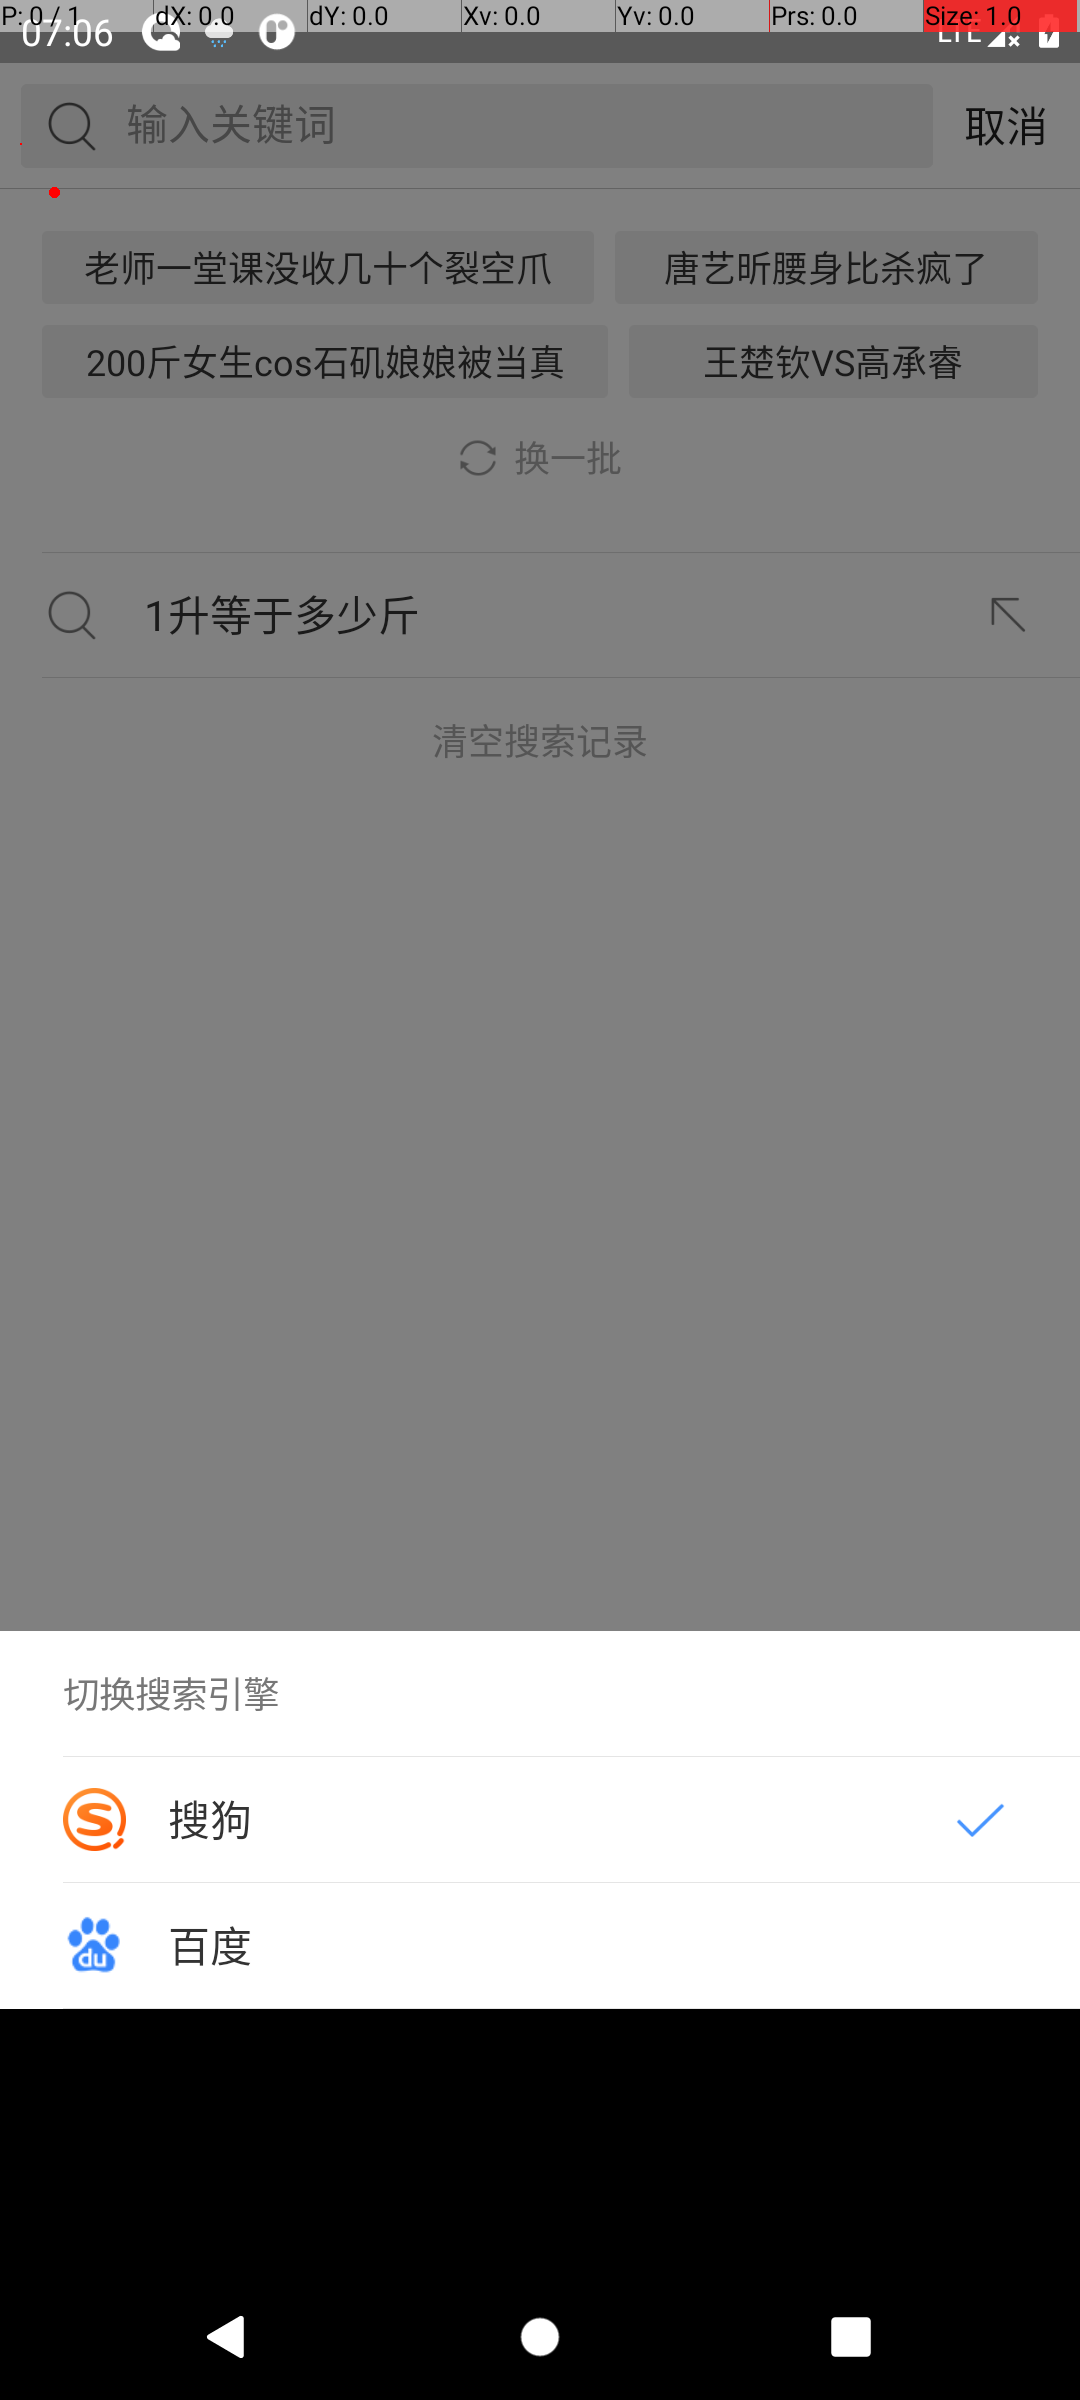 P: 0 / 1 dX: 0.0 dY: 0.0 Xv: 0.0 Yv: 0.0 Prs: 0.0 Size: 1.0
07:06 LTE
输入关键词 取消
老师一堂课没收几十个裂空爪 唐艺昕腰身比杀疯了
200斤女生cos石矶娘娘被当真 王楚钦VS高承睿
换一批
1升等于多少斤
清空搜索记录
切换搜索引擎
搜狗
du 百度